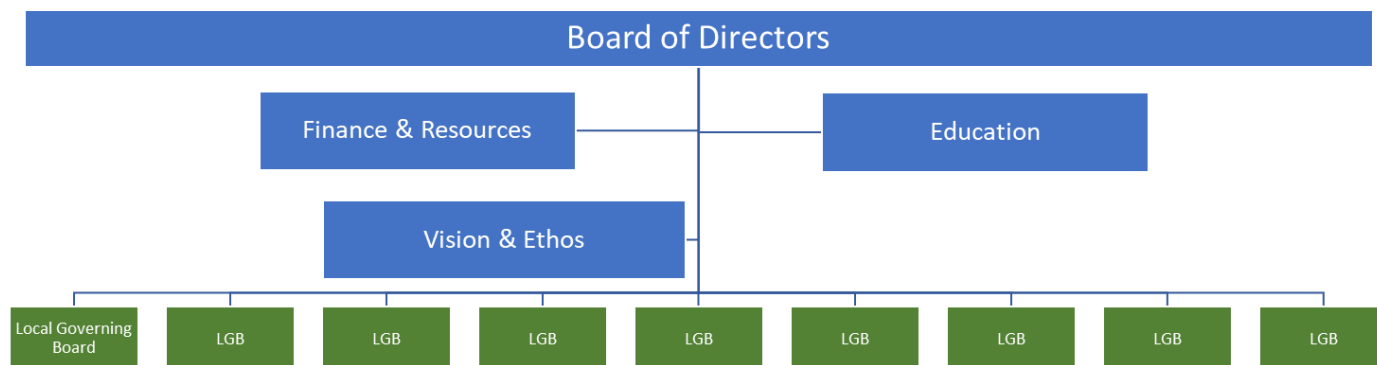 Board of Directors
Finance & Resources
Education
Vision & Ethos
Local Governing
Board
LGB
LGB
LGB
LGB
LGB
LGB
LGB
LGB